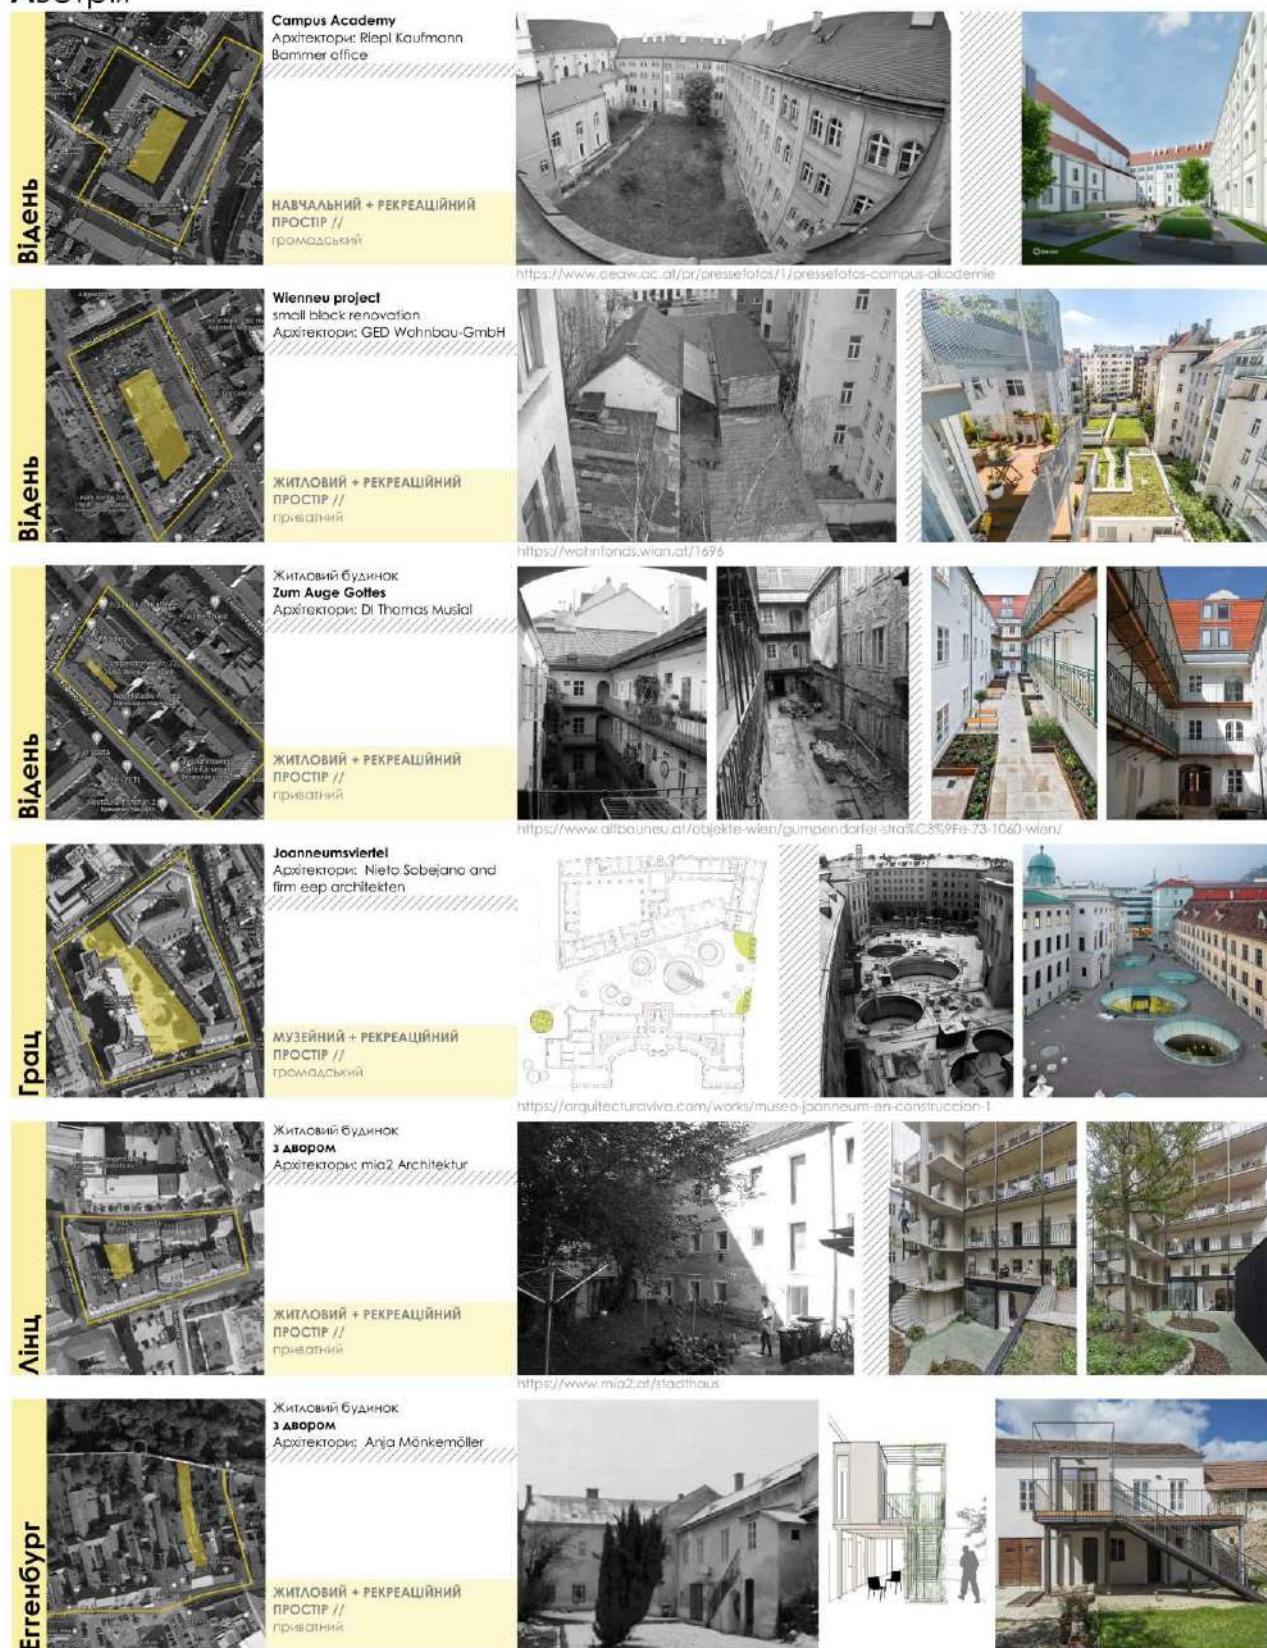 Австрія
Відень
Campus Academy
Архітектори: Riepl Kaufmann
Bammer office
НАВЧАЛЬНИЙ + РЕКРЕАЦІЙНИЙ
ПРОСТІР //
громадський
https://www.oeaw.ac.at/pr/pressefotos/1/pressefotos-campus-akademie
Відень
Wienneu project
small block renovation
Архітектори: GED Wohnbau-GmbH
ЖИТЛОВИЙ + РЕКРЕАЦІЙНИЙ
ПРОСТІР //
приватний
https://wohnfonds.wian.at/1696
Відень
Житловий будинок
Zum Auge Gottes
Архітектори: DI Thomas Musial
ЖИТЛОВИЙ + РЕКРЕАЦІЙНИЙ
ПРОСТІР //
приватний
https://www.altbauneu.at/objekte-wien/gumpendorfer-stra%C3%9Fe-73-1060-wien/
Грац
Joanneumsviertel
Архітектори: Nieto Sobejano and
firm eep architekten
МУЗЕЙНИЙ + РЕКРЕАЦІЙНИЙ
ПРОСТІР //
громадський
https://arquitecturaviva.com/works/museo-joanneum-en-construccion-1
Лінц
Житловий будинок
з двором
Архітектори: mia2 Architektur
ЖИТЛОВИЙ + РЕКРЕАЦІЙНИЙ
ПРОСТІР //
приватний
https://www.mia2.at/stadthaus
Еггенбург
Житловий будинок
з двором
Архітектори: Anja Mönkemöller
ЖИТЛОВИЙ + РЕКРЕАЦІЙНИЙ
ПРОСТІР //
приватний